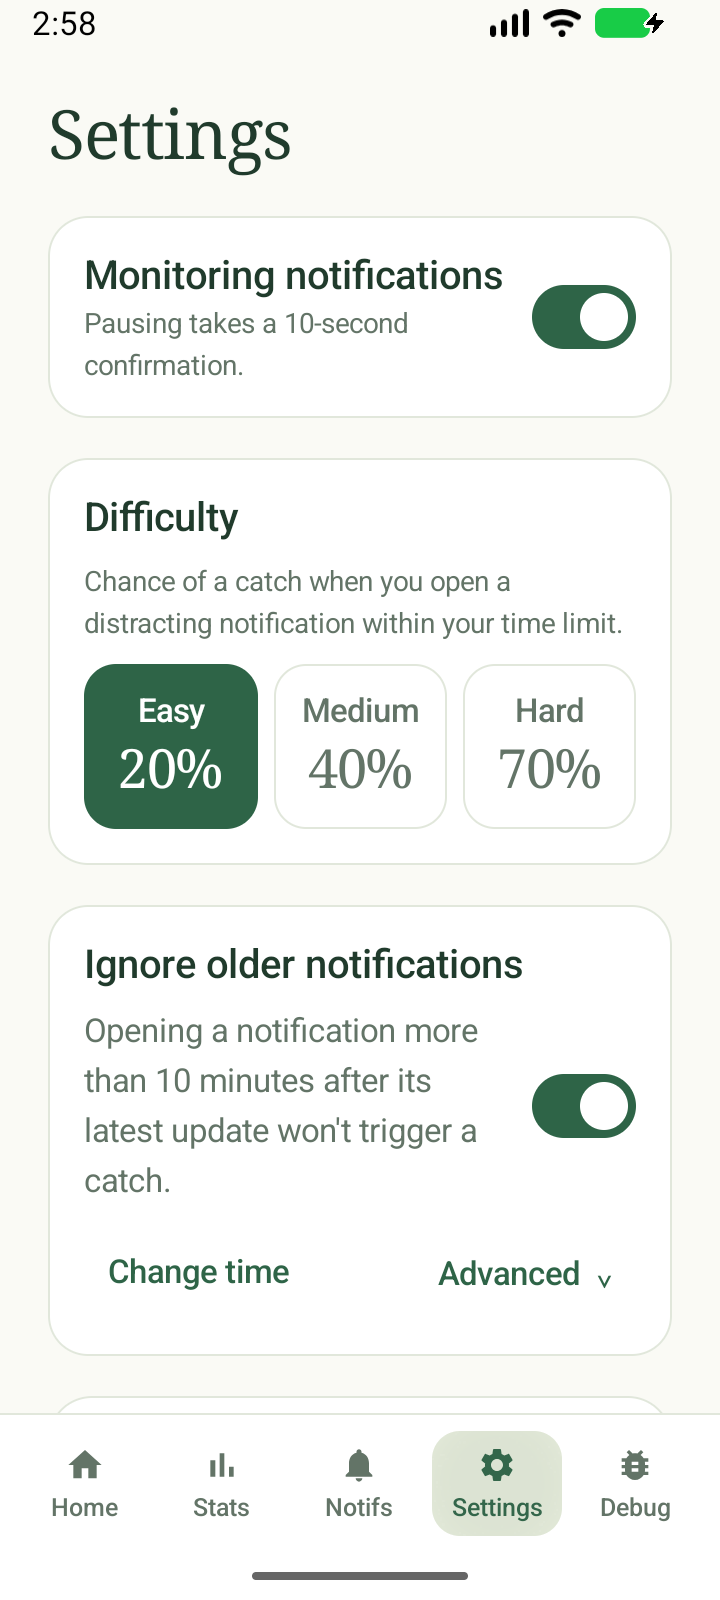 2:58
Settings
Monitoring notifications
Pausing takes a 10-second
confirmation.
Difficulty
Chance of a catch when you open a
distracting notification within your time limit.
Easy Medium Hard
20% 40% 70%
Ignore older notifications
Opening a notification more
than 10 minutes after its
latest update won't trigger a
catch.
Change time Advanced
Home Stats Notifs Settings Debug